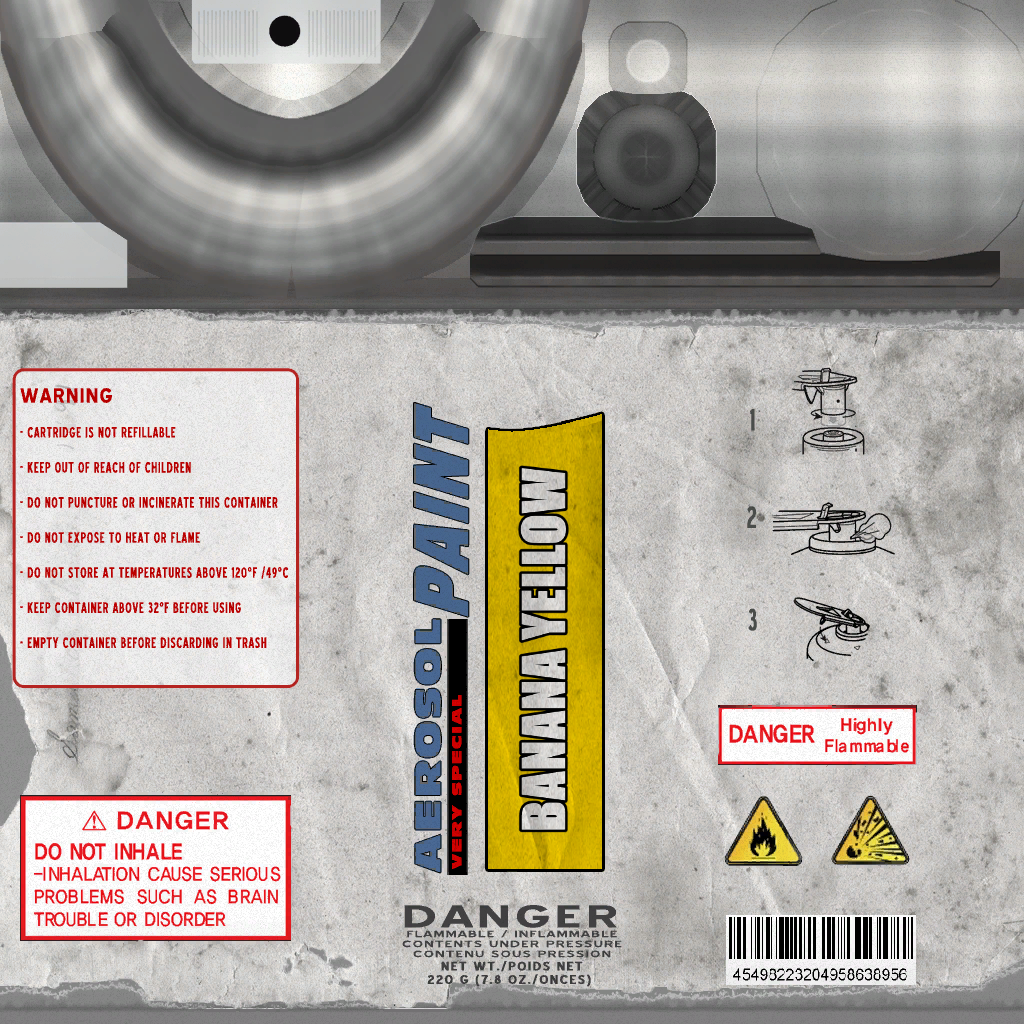 WARNING
- CARTRIDGE IS NOT REFILLABLE
- KEEP OUT OF REACH OF CHILDREN
- DO NOT PUNCTURE OR INCINERATE THIS CONTAINER
- DO NOT EXPOSE TO HEAT OR FLAME
- DO NOT STORE AT TEMPERATURES ABOVE 120°F /49°C
- KEEP CONTAINER ABOVE 32°F BEFORE USING
- EMPTY CONTAINER BEFORE DISCARDING IN TRASH
DANGER
DO NOT INHALE
-INHALATION CAUSE SERIOUS
PROBLEMS SUCH AS BRAIN
TROUBLE OR DISORDER
AEROSOL PAINT
VERY SPECIAL
BANANA YELLOW
DANGER
FLAMMABLE / INFLAMMABLE
CONTENTS UNDER PRESSURE
CONTENU SOUS PRESSION
NET WT./POIDS NET
220 G (7.8 OZ./ONCES)
1
2
3
DANGER
Highly
Flammable
45498223204958638956